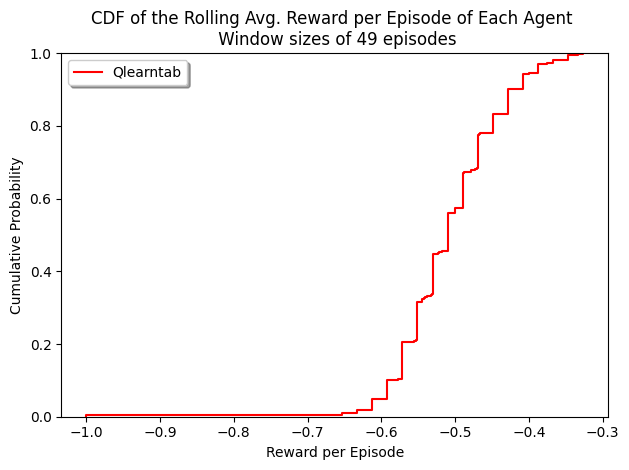 CDF of the Rolling Avg. Reward per Episode of Each Agent
Window sizes of 49 episodes
Qlearntab
Cumulative Probability
1.0
0.8
0.6
0.4
0.2
0.0
−1.0 −0.9 −0.8 −0.7 −0.6 −0.5 −0.4 −0.3
Reward per Episode